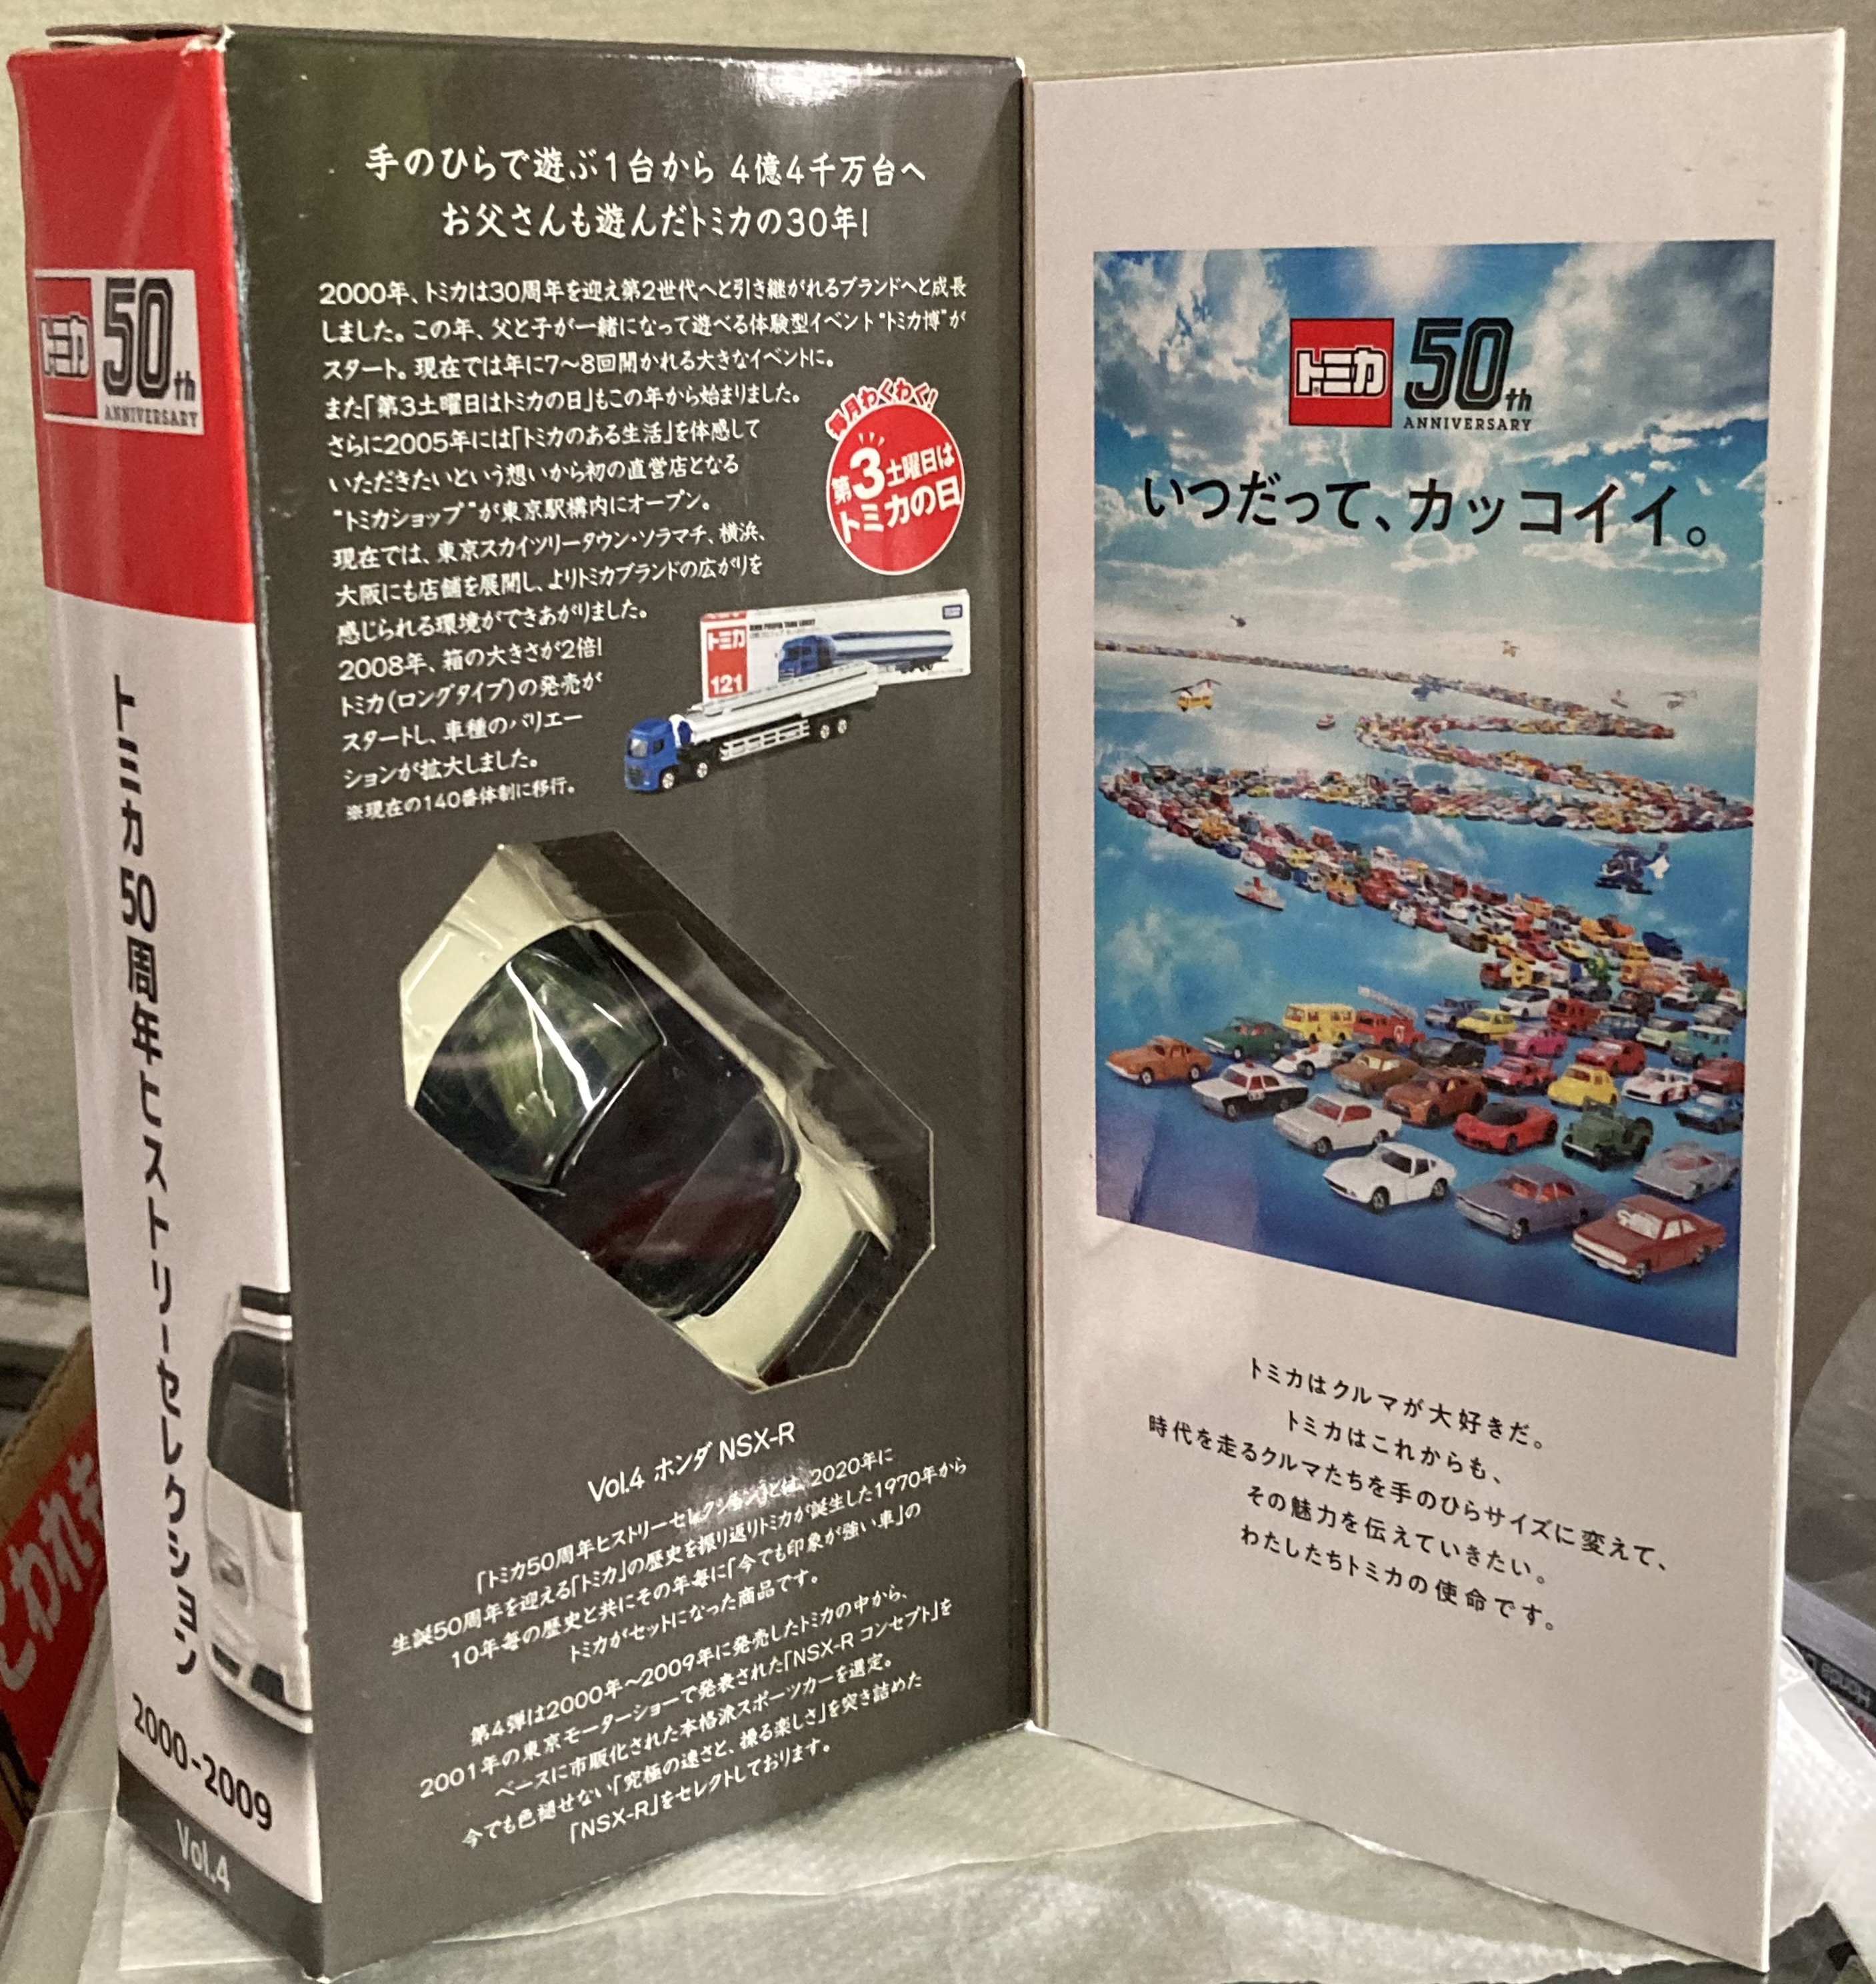 トミカ
50th
ANNIVERSARY
トミカ50周年ヒストリーセレクション
2000-2009
Vol.4
手のひらで遊ぶ1台から 4億4千万台へ
お父さんも遊んだトミカの30年!
2000年、トミカは30周年を迎え第2世代へと引き継がれるブランドへと成長
しました。この年、父と子が一緒になって遊べる体験型イベント“トミカ博”が
スタート。現在では年に7〜8回開かれる大きなイベントに。
また「第3土曜日はトミカの日」もこの年から始まりました。
さらに2005年には「トミカのある生活」を体感して
いただきたいという想いから初の直営店となる
“トミカショップ”が東京駅構内にオープン。
現在では、東京スカイツリータウン・ソラマチ、横浜、
大阪にも店舗を展開し、よりトミカブランドの広がりを
感じられる環境ができあがりました。
2008年、箱の大きさが2倍!
トミカ(ロングタイプ)の発売が
スタートし、車種のバリエー
ションが拡大しました。
※現在の140番体制に移行。
毎月わくわく!
第3土曜日は
トミカの日
トミカ
121
Vol.4 ホンダ NSX-R
「トミカ50周年ヒストリーセレクション」とは、2020年に
生誕50周年を迎える「トミカ」の歴史を振り返りトミカが誕生した1970年から
10年毎の歴史と共にその年毎に「今でも印象が強い車」の
トミカがセットになった商品です。
第4弾は2000年〜2009年に発売したトミカの中から、
2001年の東京モーターショーで発表された「NSX-R コンセプト」を
ベースに市販化された本格派スポーツカーを選定。
今でも色褪せない「究極の速さと、操る楽しさ」を突き詰めた
「NSX-R」をセレクトしております。
トミカ
50th
ANNIVERSARY
いつだって、カッコイイ。
トミカはクルマが大好きだ。
トミカはこれからも、
時代を走るクルマたちを手のひらサイズに変えて、
その魅力を伝えていきたい。
わたしたちトミカの使命です。